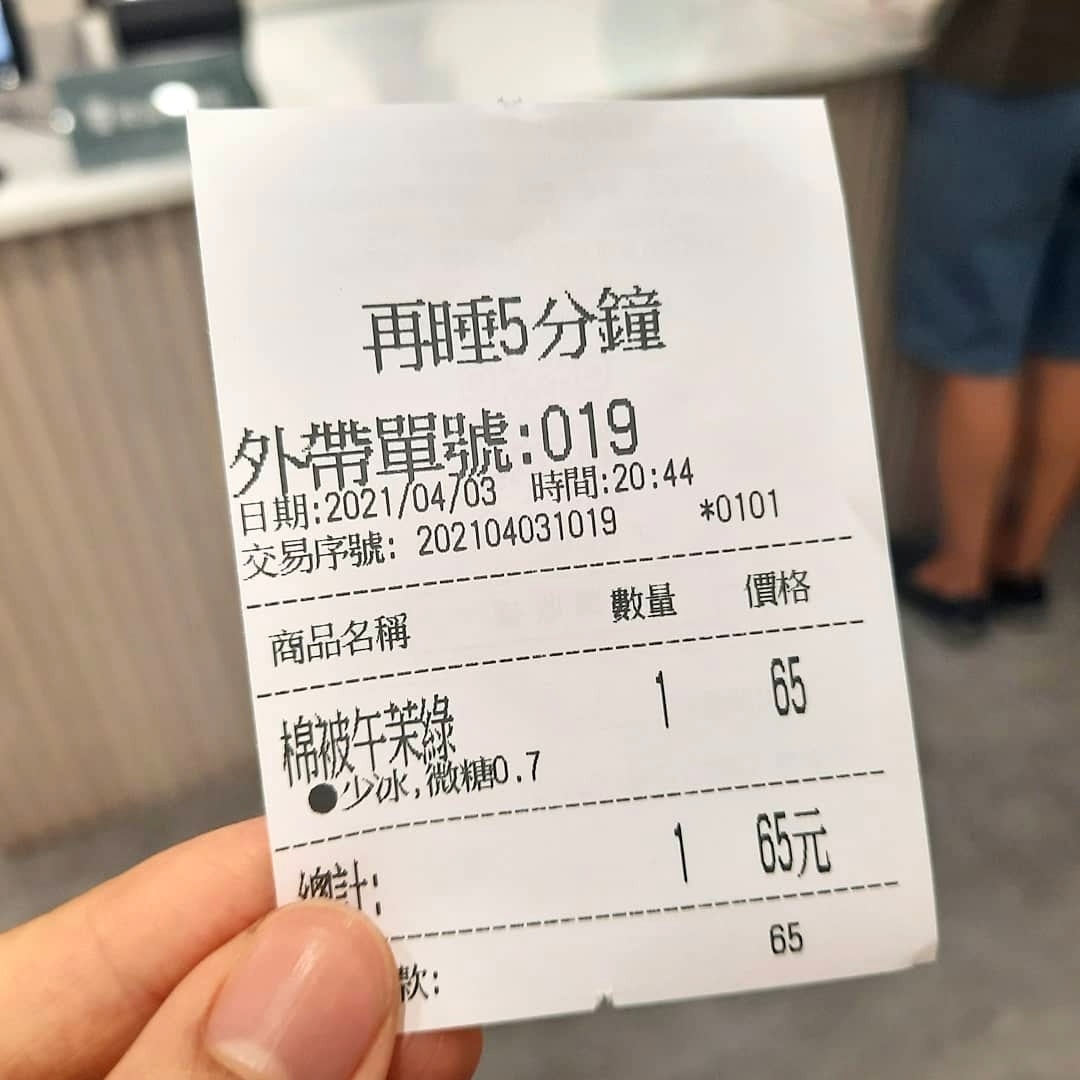 再睡5分鐘
外帶單號:019
日期:2021/04/03 時間:20:44
交易序號: 202104031019 *0101
商品名稱 數量 價格
棉被午茉綠 1 65
●少冰,微糖0.7
總計: 1 65元
款: 65